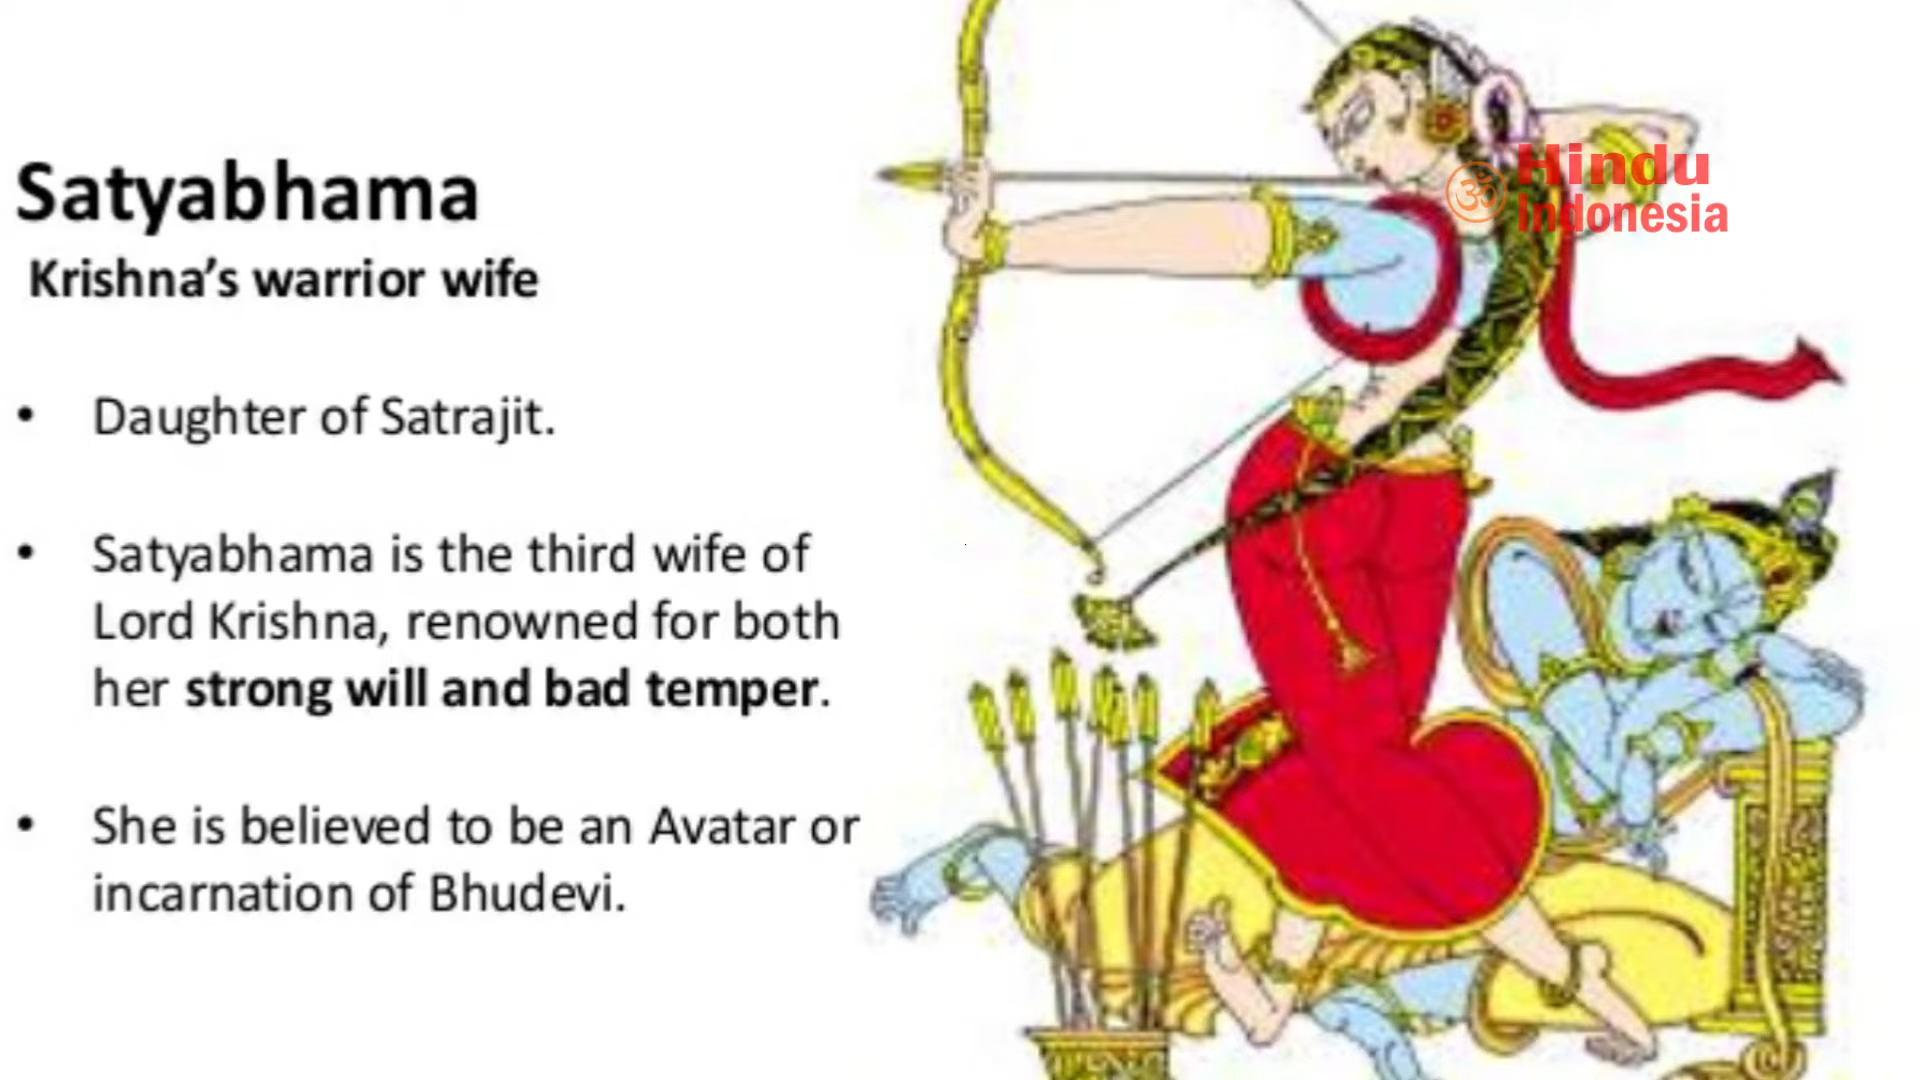 Satyabhama
Krishna’s warrior wife
• Daughter of Satrajit.
• Satyabhama is the third wife of
Lord Krishna, renowned for both
her strong will and bad temper.
• She is believed to be an Avatar or
incarnation of Bhudevi.
ॐ Hindu
Indonesia